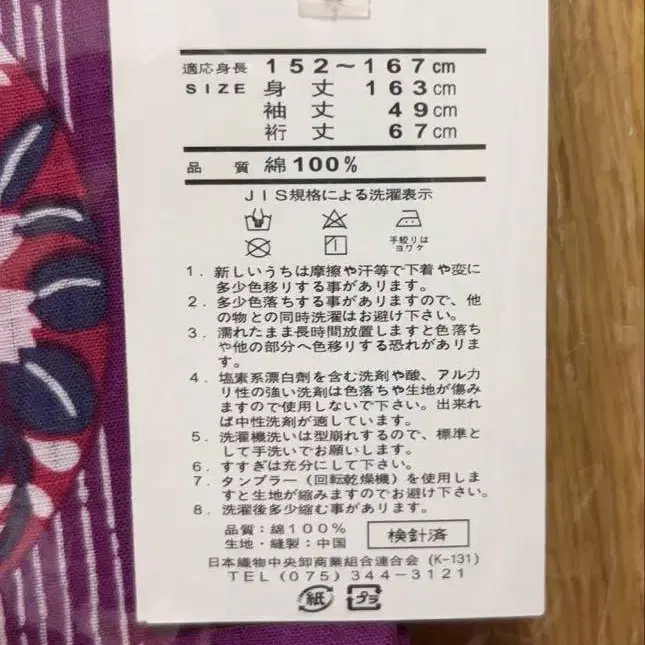 適応身長 152～167cm
SIZE 身丈 163cm
袖丈 49cm
裄丈 67cm
品質 綿100%
JIS規格による洗濯表示
手絞りは
ヨワケ
1．新しいうちは摩擦や汗等で下着や変に
多少色移りする事があります。
2．多少色落ちする事がありますので、他
の物との同時洗濯はお避け下さい。
3．濡れたまま長時間放置しますと色落ち
や他の部分へ色移りする恐れがありま
す。
4．塩素系漂白剤を含む洗剤や酸、アルカ
リ性の強い洗剤は色落ちや生地が傷み
ますので使用しないで下さい。出来れ
ば中性洗剤が適しています。
5．洗濯機洗いは型崩れするので、標準と
して手洗いでお願いします。
6．すすぎは充分にして下さい。
7．タンブラー（回転乾燥機）を使用しま
すと生地が縮みますのでお避け下さい。
8．洗濯後多少縮む事があります。
品質：綿100%
生地・縫製：中国
検針済
日本織物中央卸商業組合連合会 (K-131)
TEL (075) 344-3121
紙 プラ